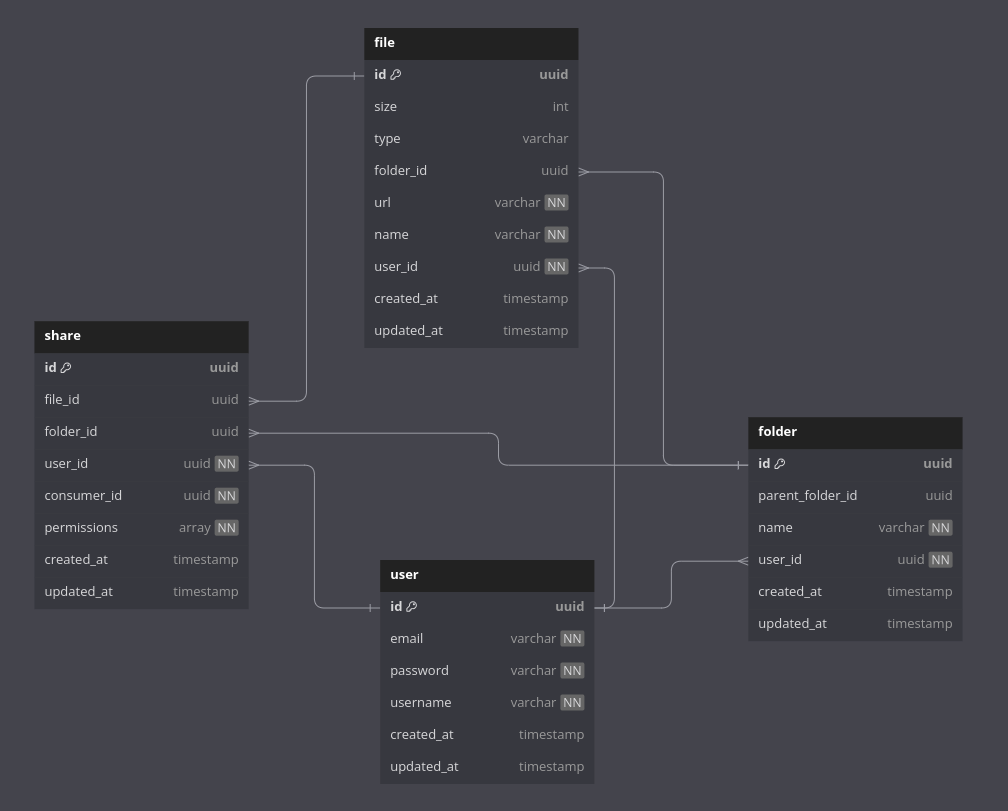 file
id uuid
size int
type varchar
folder_id uuid
url varchar NN
name varchar NN
user_id uuid NN
created_at timestamp
updated_at timestamp
share
id uuid
file_id uuid
folder_id uuid
user_id uuid NN
consumer_id uuid NN
permissions array NN
created_at timestamp
updated_at timestamp
folder
id uuid
parent_folder_id uuid
name varchar NN
user_id uuid NN
created_at timestamp
updated_at timestamp
user
id uuid
email varchar NN
password varchar NN
username varchar NN
created_at timestamp
updated_at timestamp